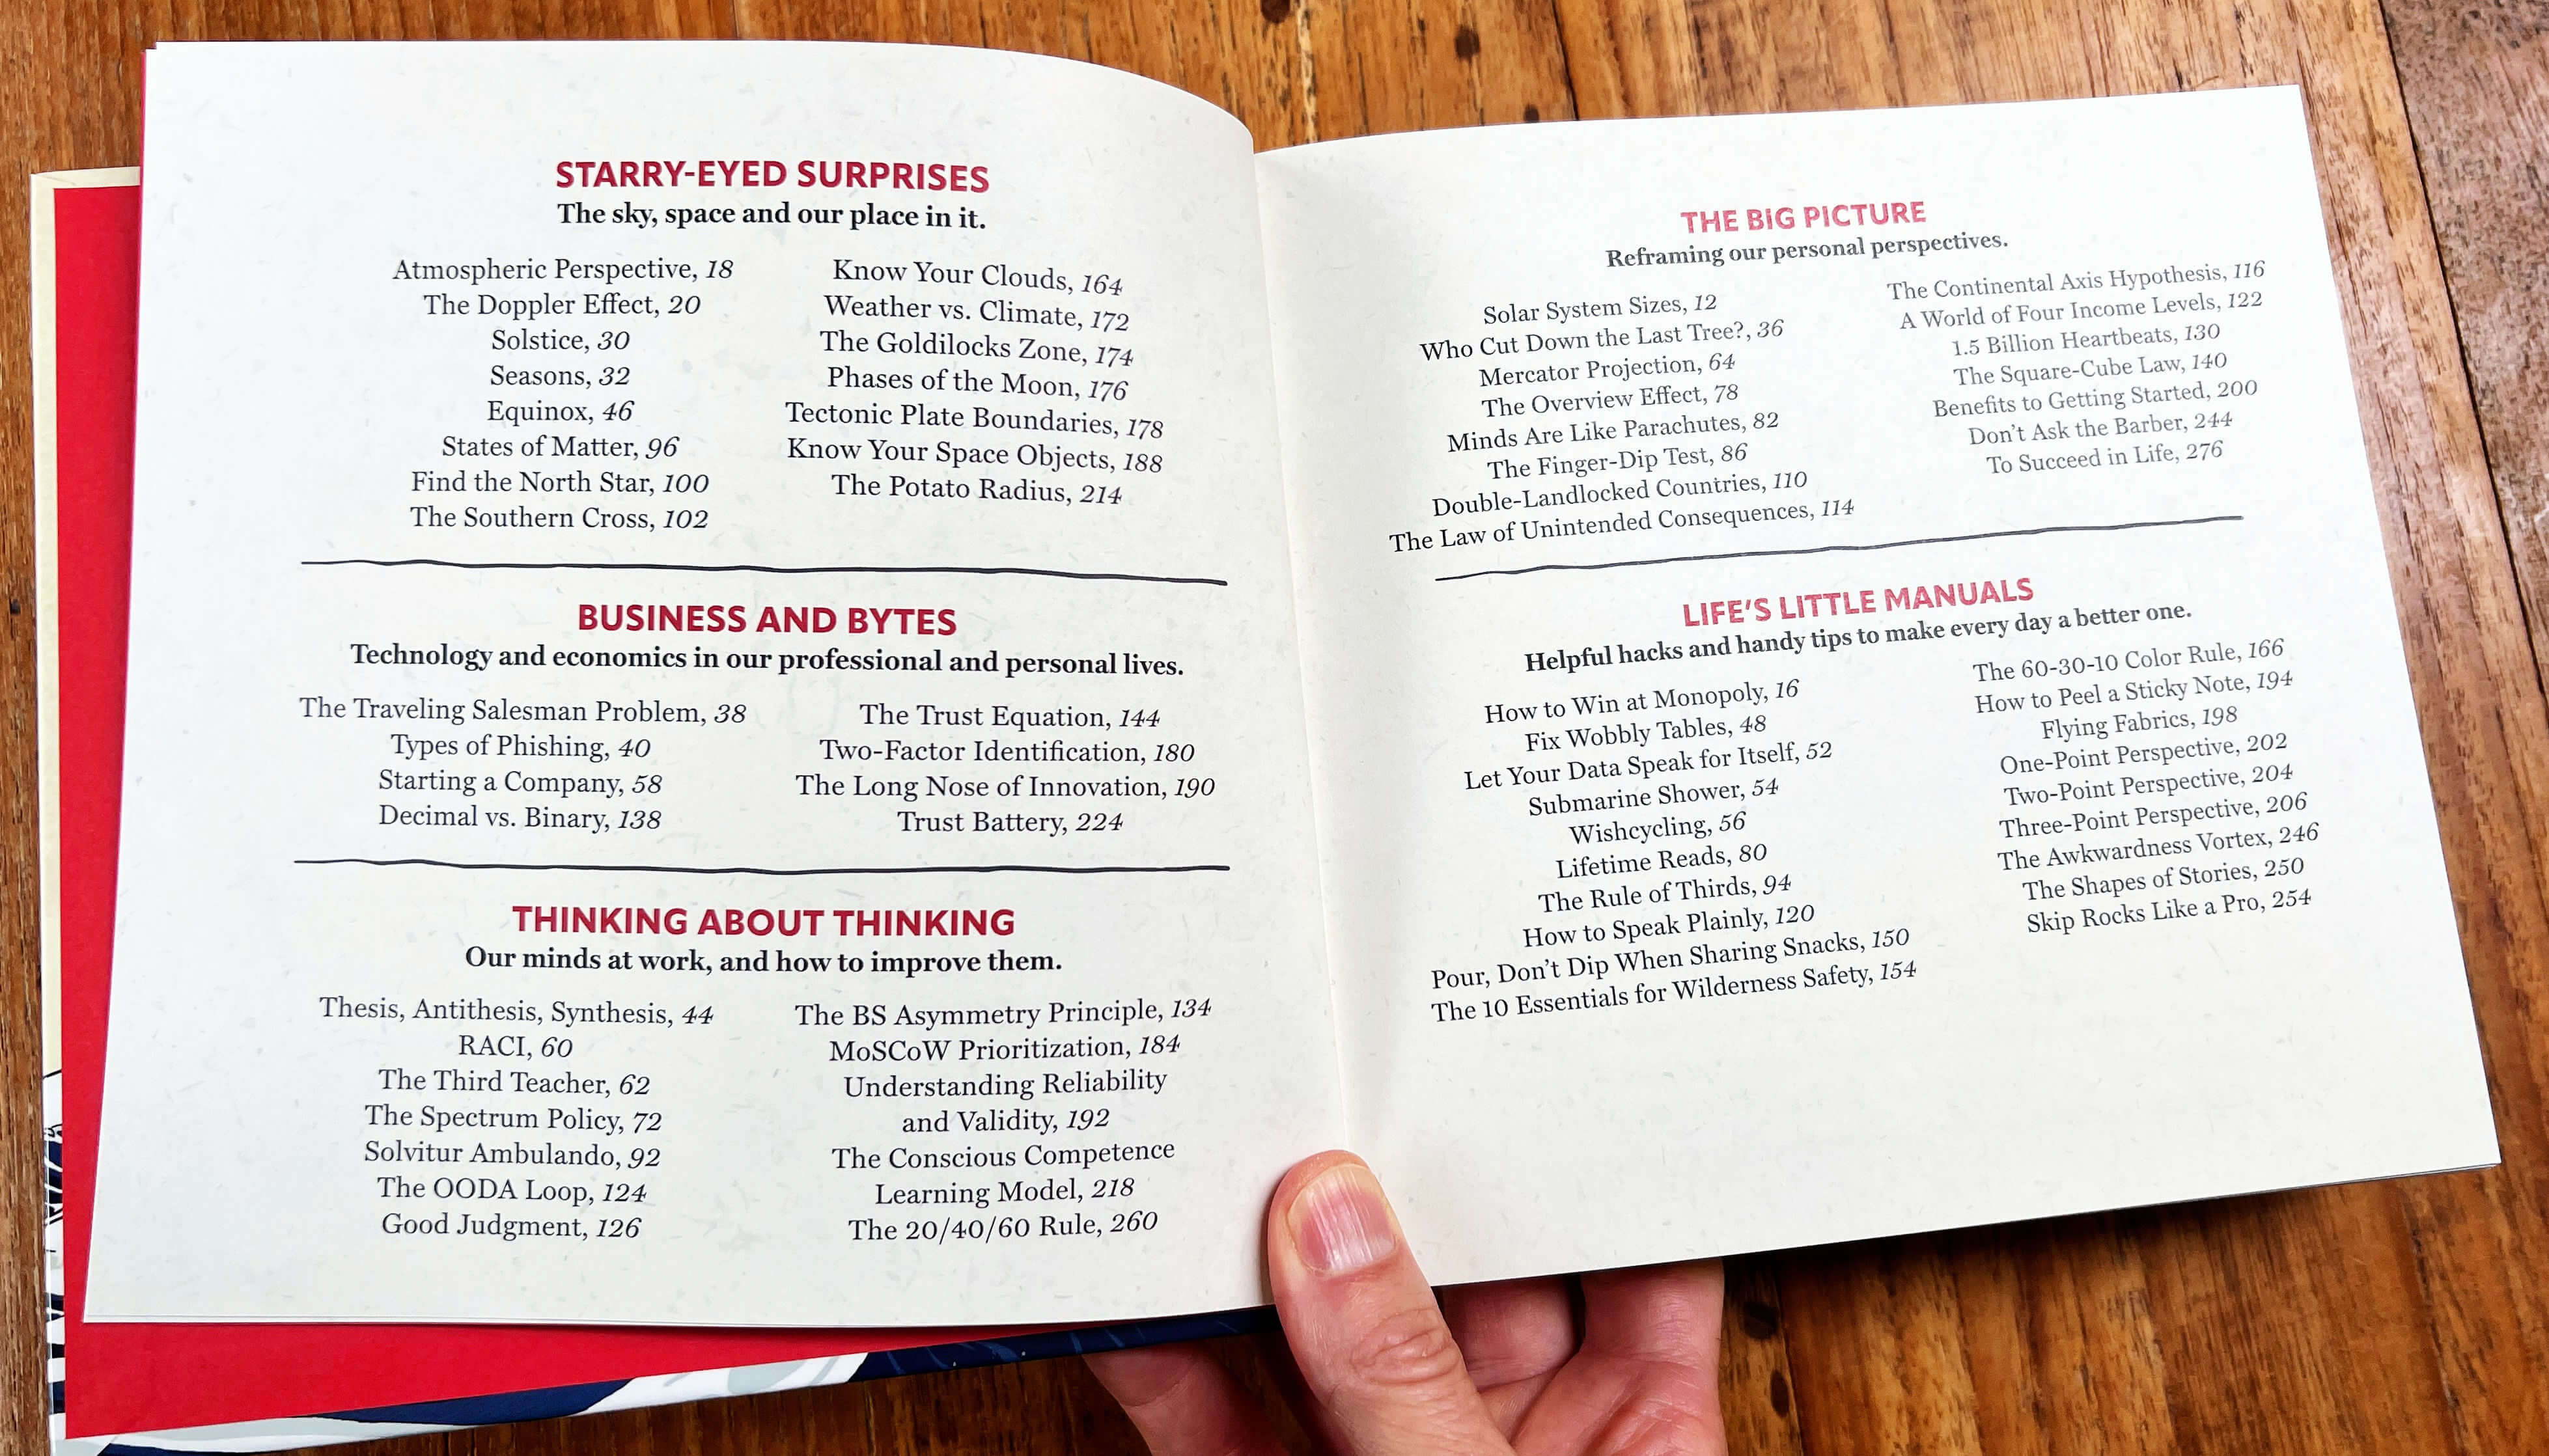 STARRY-EYED SURPRISES
The sky, space and our place in it.
Atmospheric Perspective, 18
The Doppler Effect, 20
Solstice, 30
Seasons, 32
Equinox, 46
States of Matter, 96
Find the North Star, 100
The Southern Cross, 102
Know Your Clouds, 164
Weather vs. Climate, 172
The Goldilocks Zone, 174
Phases of the Moon, 176
Tectonic Plate Boundaries, 178
Know Your Space Objects, 188
The Potato Radius, 214
BUSINESS AND BYTES
Technology and economics in our professional and personal lives.
The Traveling Salesman Problem, 38
Types of Phishing, 40
Starting a Company, 58
Decimal vs. Binary, 138
The Trust Equation, 144
Two-Factor Identification, 180
The Long Nose of Innovation, 190
Trust Battery, 224
THINKING ABOUT THINKING
Our minds at work, and how to improve them.
Thesis, Antithesis, Synthesis, 44
RACI, 60
The Third Teacher, 62
The Spectrum Policy, 72
Solvitur Ambulando, 92
The OODA Loop, 124
Good Judgment, 126
The BS Asymmetry Principle, 134
MoSCoW Prioritization, 184
Understanding Reliability
and Validity, 192
The Conscious Competence
Learning Model, 218
The 20/40/60 Rule, 260
THE BIG PICTURE
Reframing our personal perspectives.
Solar System Sizes, 12
Who Cut Down the Last Tree?, 36
Mercator Projection, 64
The Overview Effect, 78
Minds Are Like Parachutes, 82
The Finger-Dip Test, 86
Double-Landlocked Countries, 110
The Law of Unintended Consequences, 114
The Continental Axis Hypothesis, 116
A World of Four Income Levels, 122
1.5 Billion Heartbeats, 130
The Square-Cube Law, 140
Benefits to Getting Started, 200
Don't Ask the Barber, 244
To Succeed in Life, 276
LIFE'S LITTLE MANUALS
Helpful hacks and handy tips to make every day a better one.
How to Win at Monopoly, 16
Fix Wobbly Tables, 48
Let Your Data Speak for Itself, 52
Submarine Shower, 54
Wishcycling, 56
Lifetime Reads, 80
The Rule of Thirds, 94
How to Speak Plainly, 120
Pour, Don't Dip When Sharing Snacks, 150
The 10 Essentials for Wilderness Safety, 154
The 60-30-10 Color Rule, 166
How to Peel a Sticky Note, 194
Flying Fabrics, 198
One-Point Perspective, 202
Two-Point Perspective, 204
Three-Point Perspective, 206
The Awkwardness Vortex, 246
The Shapes of Stories, 250
Skip Rocks Like a Pro, 254